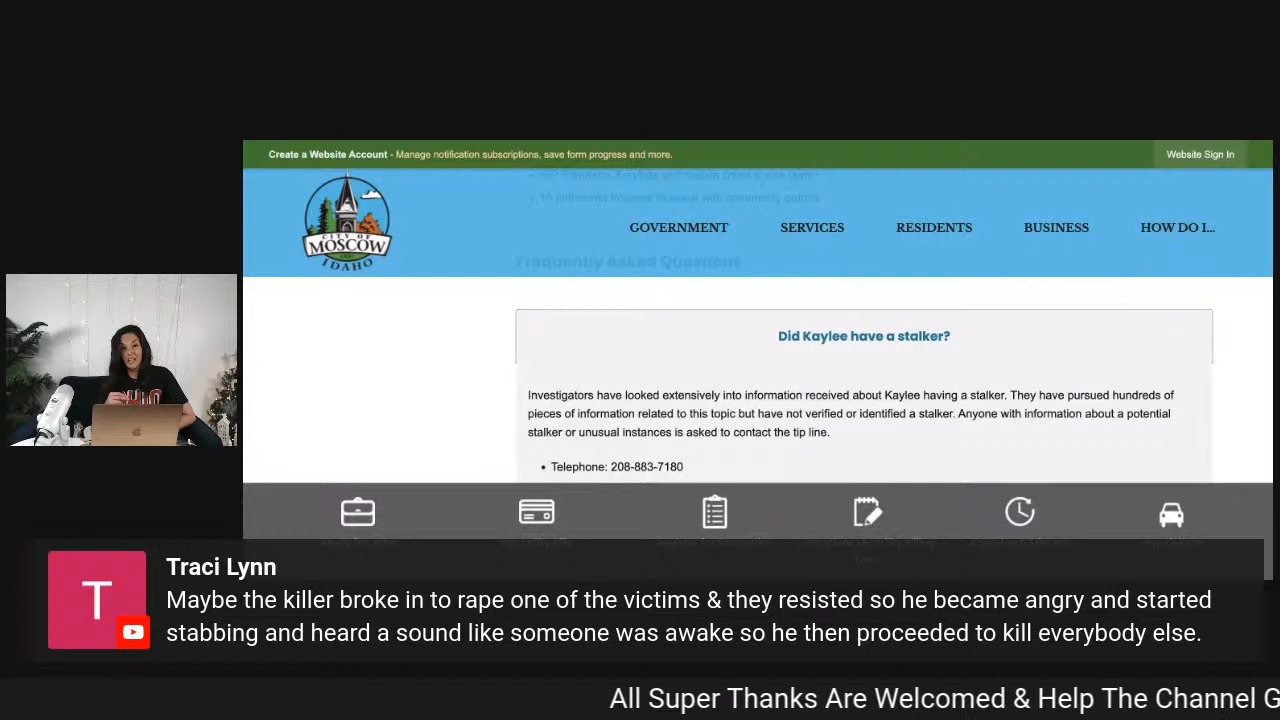 Create a Website Account - Manage notification subscriptions, save form progress and more.
Website Sign In
CITY OF
MOSCOW
IDAHO
GOVERNMENT
SERVICES
RESIDENTS
BUSINESS
HOW DO I...
Frequently Asked Questions
Did Kaylee have a stalker?
Investigators have looked extensively into information received about Kaylee having a stalker. They have pursued hundreds of
pieces of information related to this topic but have not verified or identified a stalker. Anyone with information about a potential
stalker or unusual instances is asked to contact the tip line.
• Telephone: 208-883-7180
T
Traci Lynn
Maybe the killer broke in to rape one of the victims & they resisted so he became angry and started
stabbing and heard a sound like someone was awake so he then proceeded to kill everybody else.
All Super Thanks Are Welcomed & Help The Channel G